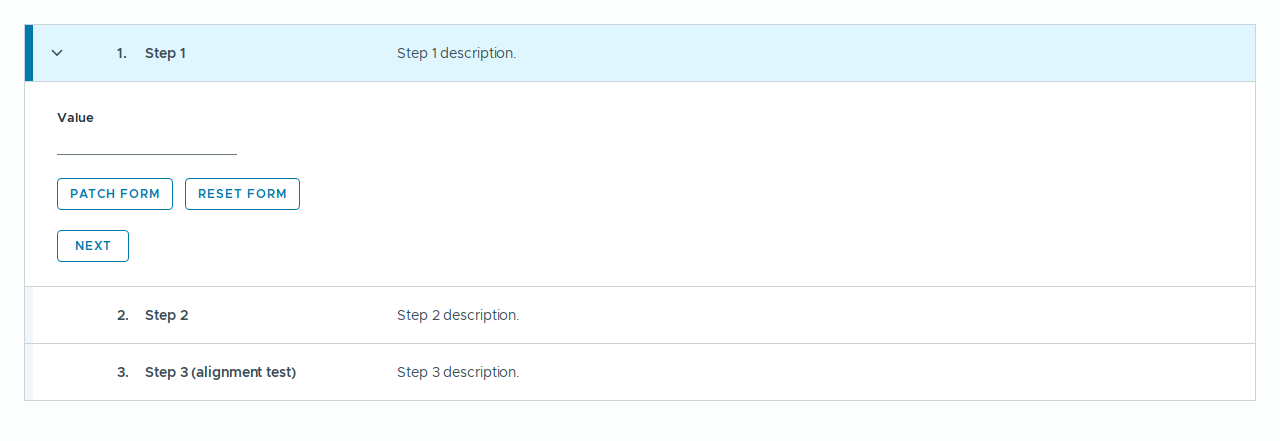 1. Step 1 Step 1 description.
Value
PATCH FORM RESET FORM
NEXT
2. Step 2 Step 2 description.
3. Step 3 (alignment test) Step 3 description.